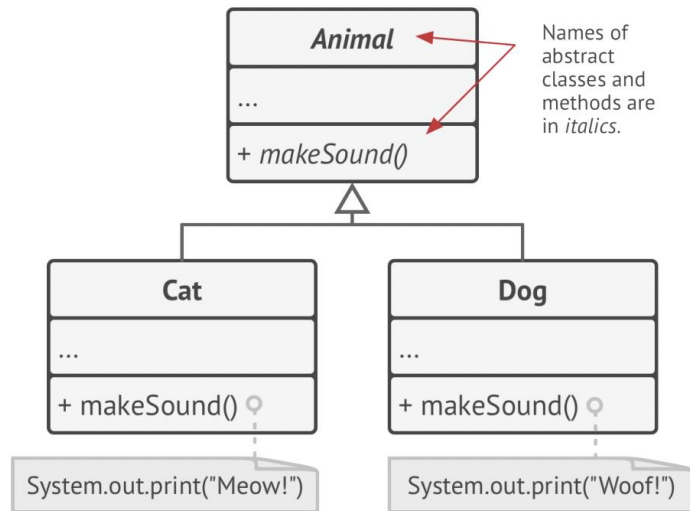 Animal
Names of
abstract
classes and
methods are
in italics.
...
+ makeSound()
Cat
...
+ makeSound()
System.out.print("Meow!")
Dog
...
+ makeSound()
System.out.print("Woof!")